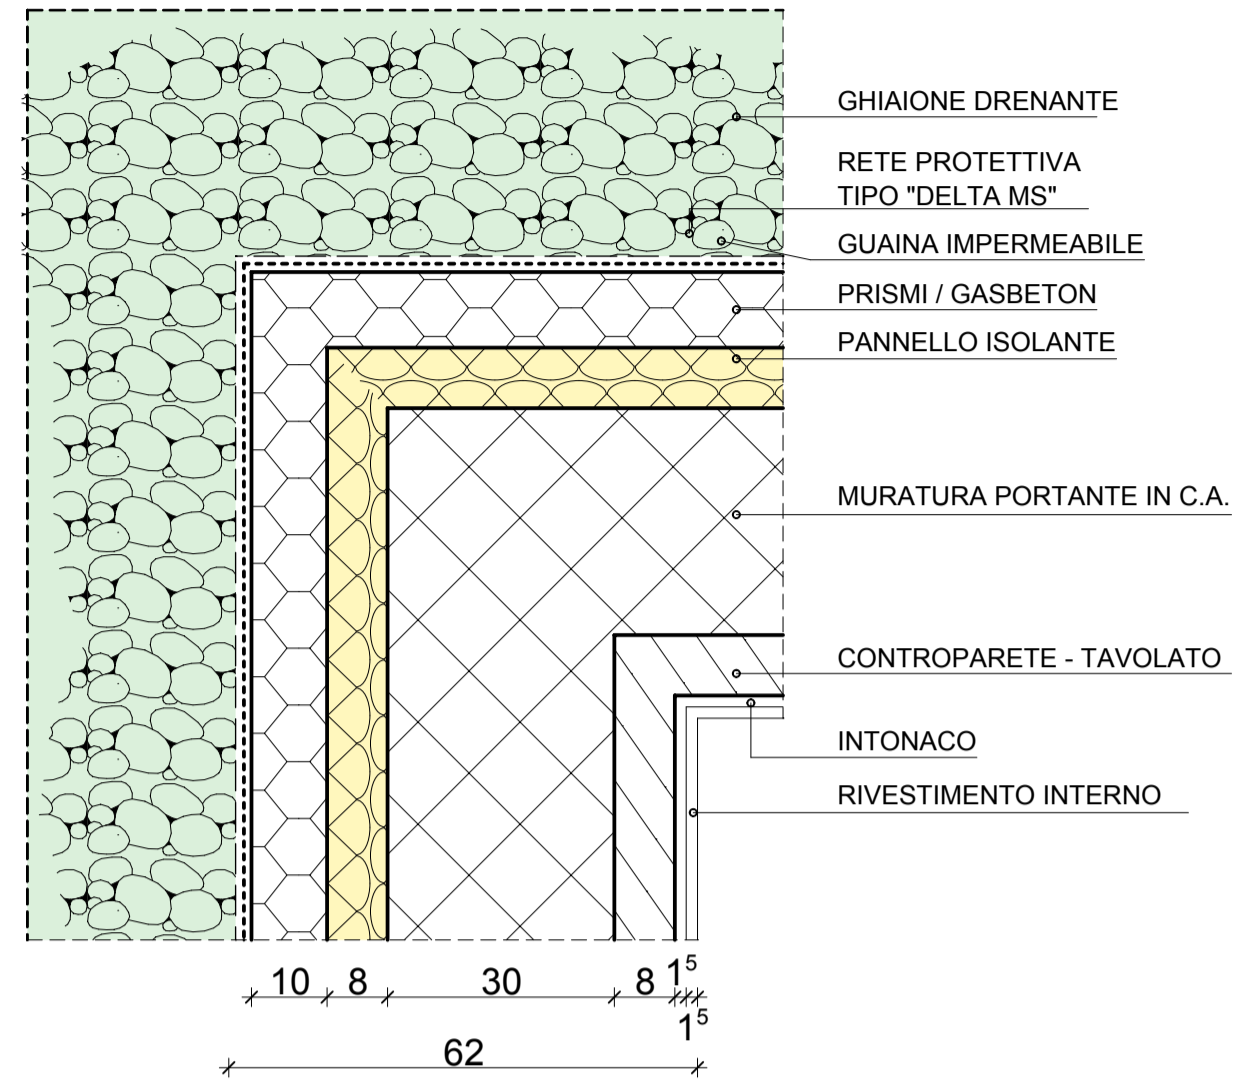 GHIAIONE DRENANTE
RETE PROTETTIVA
TIPO "DELTA MS"
GUAINA IMPERMEABILE
PRISMI / GASBETON
PANNELLO ISOLANTE
MURATURA PORTANTE IN C.A.
CONTROPARETE - TAVOLATO
INTONACO
RIVESTIMENTO INTERNO
10 8 30 8 1⁵
1⁵
62